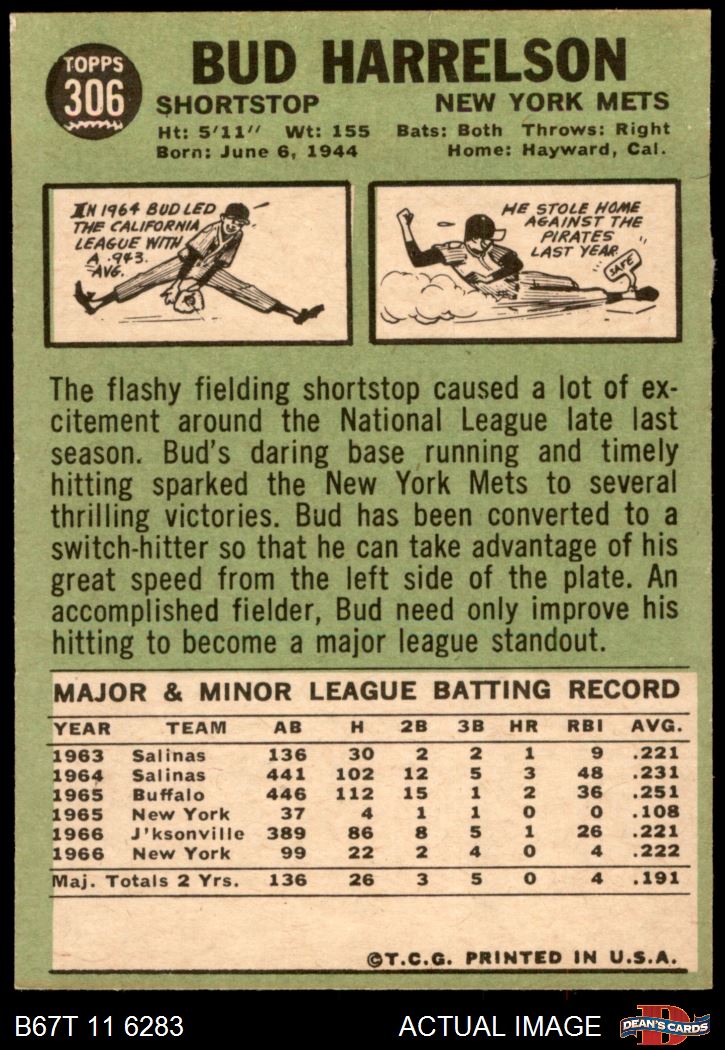 TOPPS
306
BUD HARRELSON
SHORTSTOP NEW YORK METS
Ht: 5'11" Wt: 155 Bats: Both Throws: Right
Born: June 6, 1944 Home: Hayward, Cal.
IN 1964 BUD LED
THE CALIFORNIA
LEAGUE WITH
A .943
AVG.
HE STOLE HOME
AGAINST THE
PIRATES
LAST YEAR
SAFE
The flashy fielding shortstop caused a lot of ex-
citement around the National League late last
season. Bud's daring base running and timely
hitting sparked the New York Mets to several
thrilling victories. Bud has been converted to a
switch-hitter so that he can take advantage of his
great speed from the left side of the plate. An
accomplished fielder, Bud need only improve his
hitting to become a major league standout.
MAJOR & MINOR LEAGUE BATTING RECORD
YEAR TEAM AB H 2B 3B HR RBI AVG.
1963 Salinas 136 30 2 2 1 9 .221
1964 Salinas 441 102 12 5 3 48 .231
1965 Buffalo 446 112 15 1 2 36 .251
1965 New York 37 4 1 1 0 0 .108
1966 J'ksonville 389 86 8 5 1 26 .221
1966 New York 99 22 2 4 0 4 .222
Maj. Totals 2 Yrs. 136 26 3 5 0 4 .191
©T.C.G. PRINTED IN U.S.A.
B67T 11 6283 ACTUAL IMAGE
D
DEAN'S CARDS